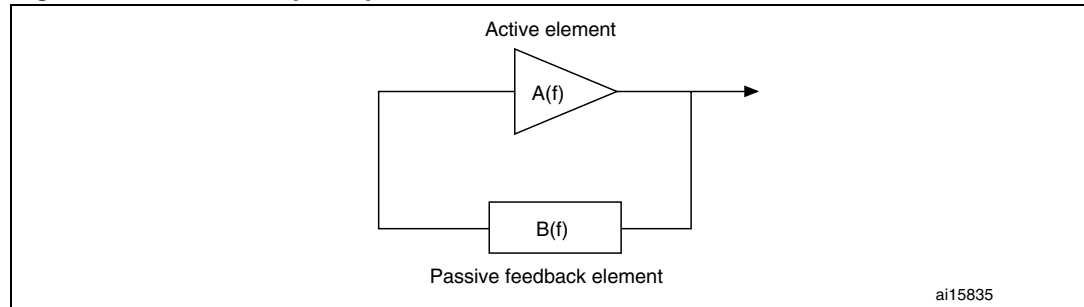 Active element
A(f)
B(f)
Passive feedback element
ai15835